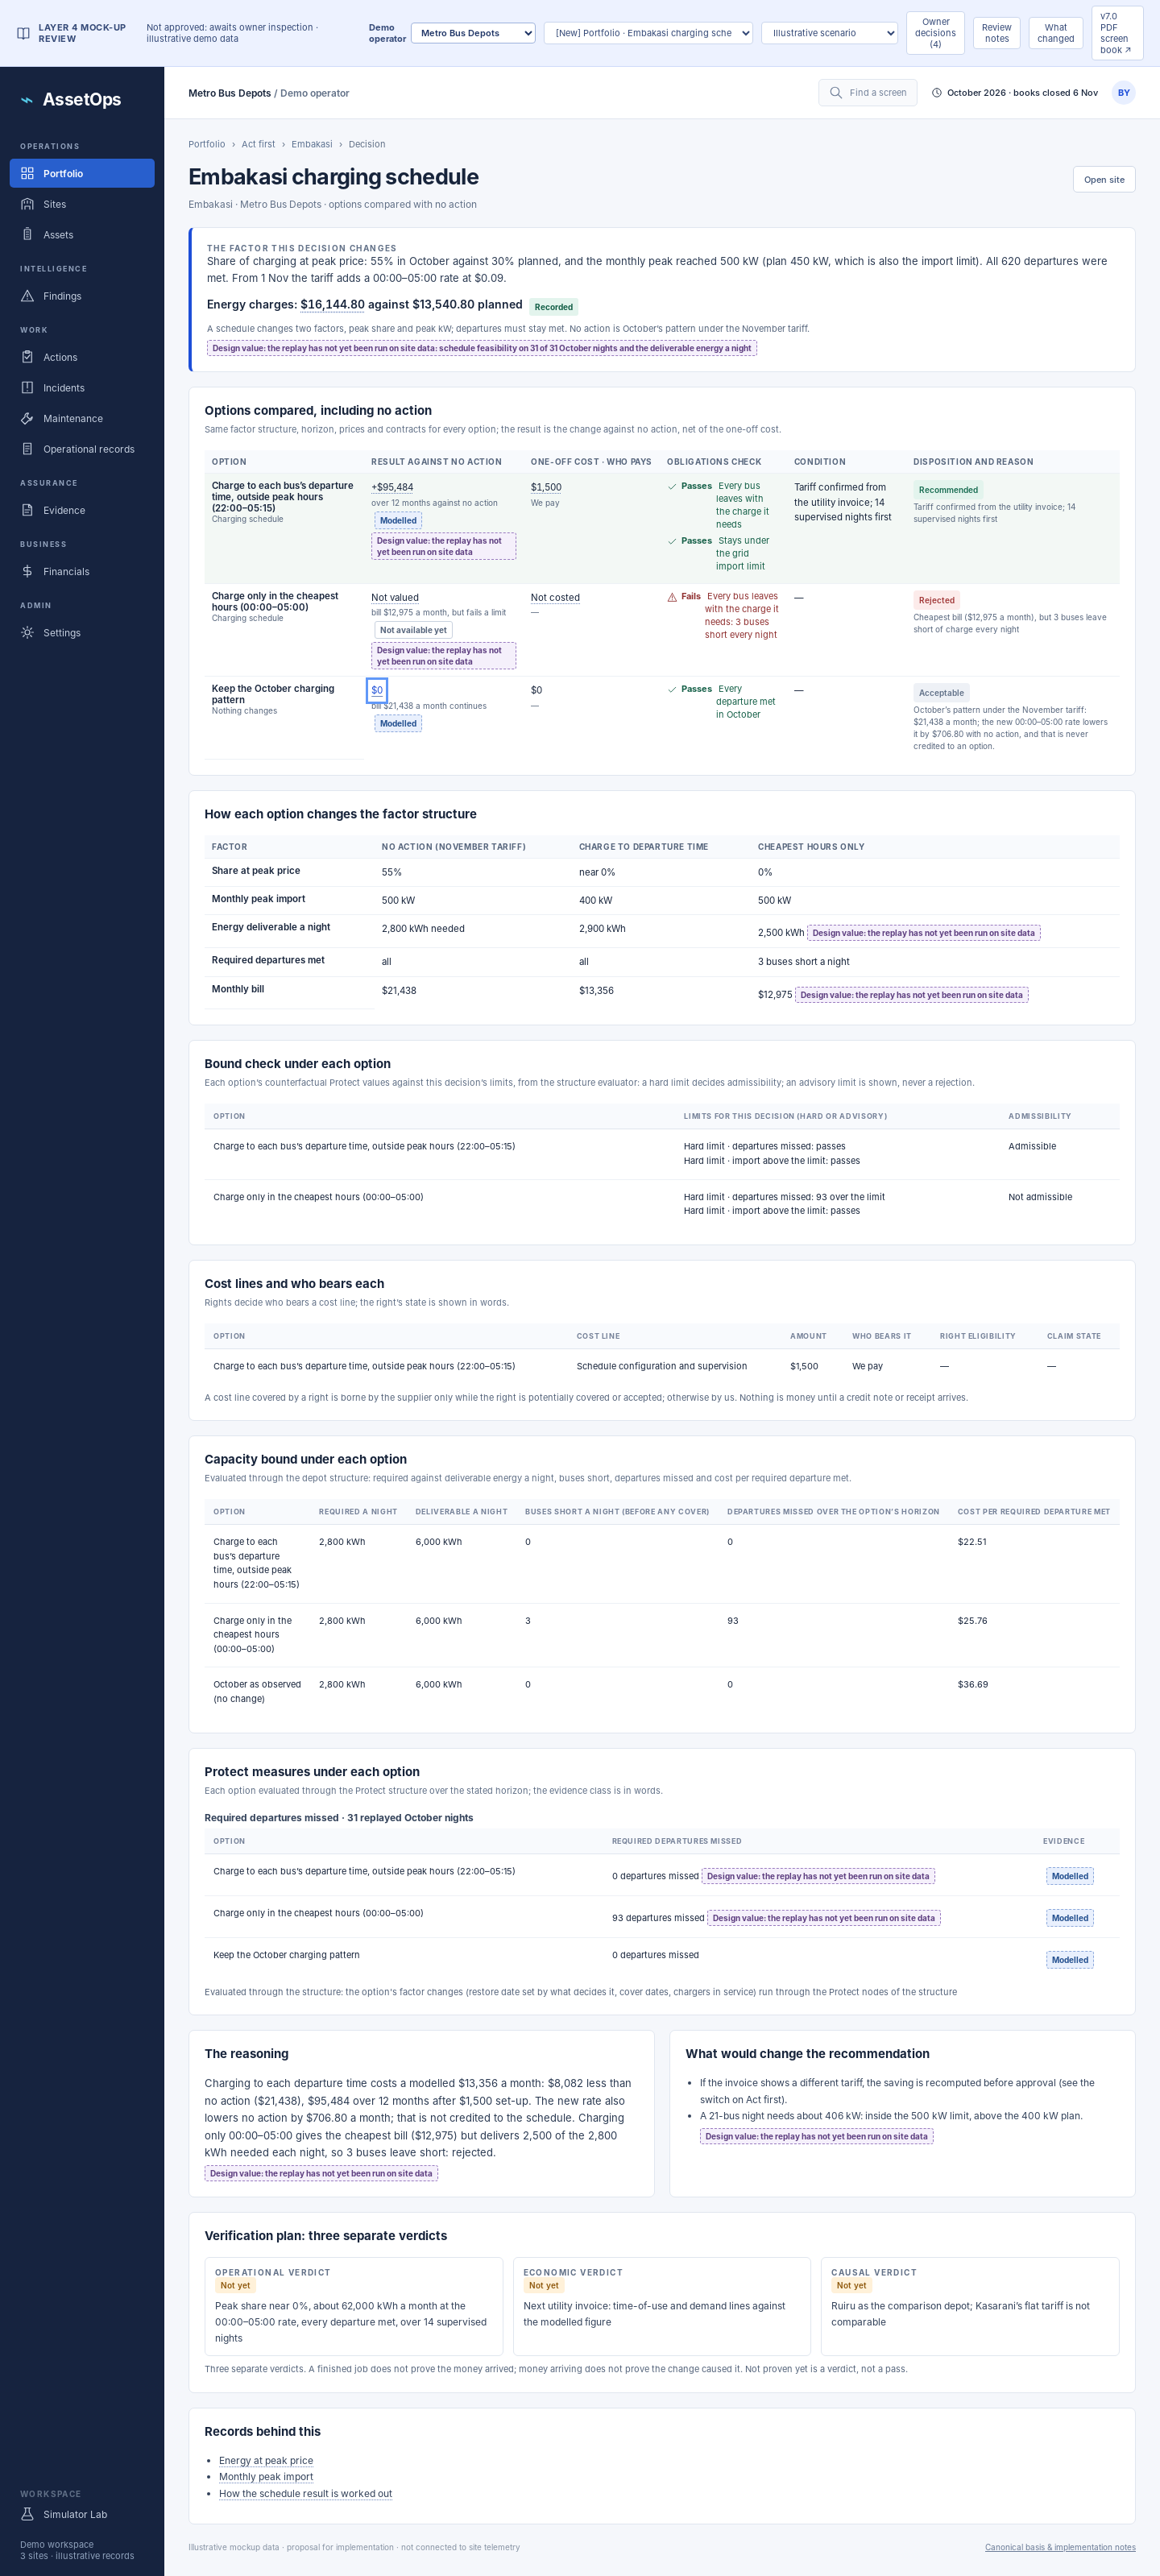 LAYER 4 MOCK-UP REVIEW
Not approved: awaits owner inspection · illustrative demo data
Demo operator
Metro Bus Depots
[New] Portfolio - Embakasi charging sche
Illustrative scenario
Owner decisions (4)
Review notes
What changed
v7.0 PDF screen book ↗
AssetOps
Metro Bus Depots / Demo operator
Find a screen
October 2026 · books closed 6 Nov
BY
OPERATIONS
Portfolio
Sites
Assets
INTELLIGENCE
Findings
WORK
Actions
Incidents
Maintenance
Operational records
ASSURANCE
Evidence
BUSINESS
Financials
ADMIN
Settings
WORKSPACE
Simulator Lab
Demo workspace
3 sites · illustrative records
Portfolio › Act first › Embakasi › Decision
Embakasi charging schedule
Open site
Embakasi · Metro Bus Depots · options compared with no action
THE FACTOR THIS DECISION CHANGES
Share of charging at peak price: 55% in October against 30% planned, and the monthly peak reached 500 kW (plan 450 kW, which is also the import limit). All 620 departures were
met. From 1 Nov the tariff adds a 00:00–05:00 rate at $0.09.
Energy charges: $16,144.80 against $13,540.80 planned Recorded
A schedule changes two factors, peak share and peak kW; departures must stay met. No action is October's pattern under the November tariff.
Design value: the replay has not yet been run on site data: schedule feasibility on 31 of 31 October nights and the deliverable energy a night
Options compared, including no action
Same factor structure, horizon, prices and contracts for every option; the result is the change against no action, net of the one-off cost.
OPTION RESULT AGAINST NO ACTION ONE-OFF COST · WHO PAYS OBLIGATIONS CHECK CONDITION DISPOSITION AND REASON
Charge to each bus's departure time, outside peak hours (22:00–05:15)
Charging schedule
+$95,484
over 12 months against no action
Modelled
Design value: the replay has not yet been run on site data
$1,500
We pay
Passes Every bus leaves with the charge it needs
Passes Stays under the grid import limit
Tariff confirmed from the utility invoice; 14 supervised nights first
Recommended
Tariff confirmed from the utility invoice; 14 supervised nights first
Charge only in the cheapest hours (00:00–05:00)
Charging schedule
Not valued
bill $12,975 a month, but fails a limit
Not available yet
Design value: the replay has not yet been run on site data
Not costed
—
Fails Every bus leaves with the charge it needs: 3 buses short every night
—
Rejected
Cheapest bill ($12,975 a month), but 3 buses leave short of charge every night
Keep the October charging pattern
Nothing changes
$0
bill $21,438 a month continues
Modelled
$0
—
Passes Every departure met in October
—
Acceptable
October's pattern under the November tariff: $21,438 a month; the new 00:00–05:00 rate lowers it by $706.80 with no action, and that is never credited to an option.
How each option changes the factor structure
FACTOR NO ACTION (NOVEMBER TARIFF) CHARGE TO DEPARTURE TIME CHEAPEST HOURS ONLY
Share at peak price 55% near 0% 0%
Monthly peak import 500 kW 400 kW 500 kW
Energy deliverable a night 2,800 kWh needed 2,900 kWh 2,500 kWh Design value: the replay has not yet been run on site data
Required departures met all all 3 buses short a night
Monthly bill $21,438 $13,356 $12,975 Design value: the replay has not yet been run on site data
Bound check under each option
Each option's counterfactual Protect values against this decision's limits, from the structure evaluator: a hard limit decides admissibility; an advisory limit is shown, never a rejection.
OPTION LIMITS FOR THIS DECISION (HARD OR ADVISORY) ADMISSIBILITY
Charge to each bus's departure time, outside peak hours (22:00–05:15) Hard limit · departures missed: passes Admissible
Hard limit · import above the limit: passes
Charge only in the cheapest hours (00:00–05:00) Hard limit · departures missed: 93 over the limit Not admissible
Hard limit · import above the limit: passes
Cost lines and who bears each
Rights decide who bears a cost line; the right's state is shown in words.
OPTION COST LINE AMOUNT WHO BEARS IT RIGHT ELIGIBILITY CLAIM STATE
Charge to each bus's departure time, outside peak hours (22:00–05:15) Schedule configuration and supervision $1,500 We pay — —
A cost line covered by a right is borne by the supplier only while the right is potentially covered or accepted; otherwise by us. Nothing is money until a credit note or receipt arrives.
Capacity bound under each option
Evaluated through the depot structure: required against deliverable energy a night, buses short, departures missed and cost per required departure met.
OPTION REQUIRED A NIGHT DELIVERABLE A NIGHT BUSES SHORT A NIGHT (BEFORE ANY COVER) DEPARTURES MISSED OVER THE OPTION'S HORIZON COST PER REQUIRED DEPARTURE MET
Charge to each bus's departure time, outside peak hours (22:00–05:15) 2,800 kWh 6,000 kWh 0 0 $22.51
Charge only in the cheapest hours (00:00–05:00) 2,800 kWh 6,000 kWh 3 93 $25.76
October as observed (no change) 2,800 kWh 6,000 kWh 0 0 $36.69
Protect measures under each option
Each option evaluated through the Protect structure over the stated horizon; the evidence class is in words.
Required departures missed · 31 replayed October nights
OPTION REQUIRED DEPARTURES MISSED EVIDENCE
Charge to each bus's departure time, outside peak hours (22:00–05:15) 0 departures missed Design value: the replay has not yet been run on site data Modelled
Charge only in the cheapest hours (00:00–05:00) 93 departures missed Design value: the replay has not yet been run on site data Modelled
Keep the October charging pattern 0 departures missed Modelled
Evaluated through the structure: the option's factor changes (restore date set by what decides it, cover dates, chargers in service) run through the Protect nodes of the structure
The reasoning
Charging to each departure time costs a modelled $13,356 a month: $8,082 less than
no action ($21,438), $95,484 over 12 months after $1,500 set-up. The new rate also
lowers no action by $706.80 a month; that is not credited to the schedule. Charging
only 00:00–05:00 gives the cheapest bill ($12,975) but delivers 2,500 of the 2,800
kWh needed each night, so 3 buses leave short: rejected.
Design value: the replay has not yet been run on site data
What would change the recommendation
• If the invoice shows a different tariff, the saving is recomputed before approval (see the
switch on Act first).
• A 21-bus night needs about 406 kW: inside the 500 kW limit, above the 400 kW plan.
Design value: the replay has not yet been run on site data
Verification plan: three separate verdicts
OPERATIONAL VERDICT
Not yet
Peak share near 0%, about 62,000 kWh a month at the
00:00–05:00 rate, every departure met, over 14 supervised
nights
ECONOMIC VERDICT
Not yet
Next utility invoice: time-of-use and demand lines against
the modelled figure
CAUSAL VERDICT
Not yet
Ruiru as the comparison depot; Kasarani's flat tariff is not
comparable
Three separate verdicts. A finished job does not prove the money arrived; money arriving does not prove the change caused it. Not proven yet is a verdict, not a pass.
Records behind this
• Energy at peak price
• Monthly peak import
• How the schedule result is worked out
Illustrative mockup data · proposal for implementation · not connected to site telemetry
Canonical basis & implementation notes